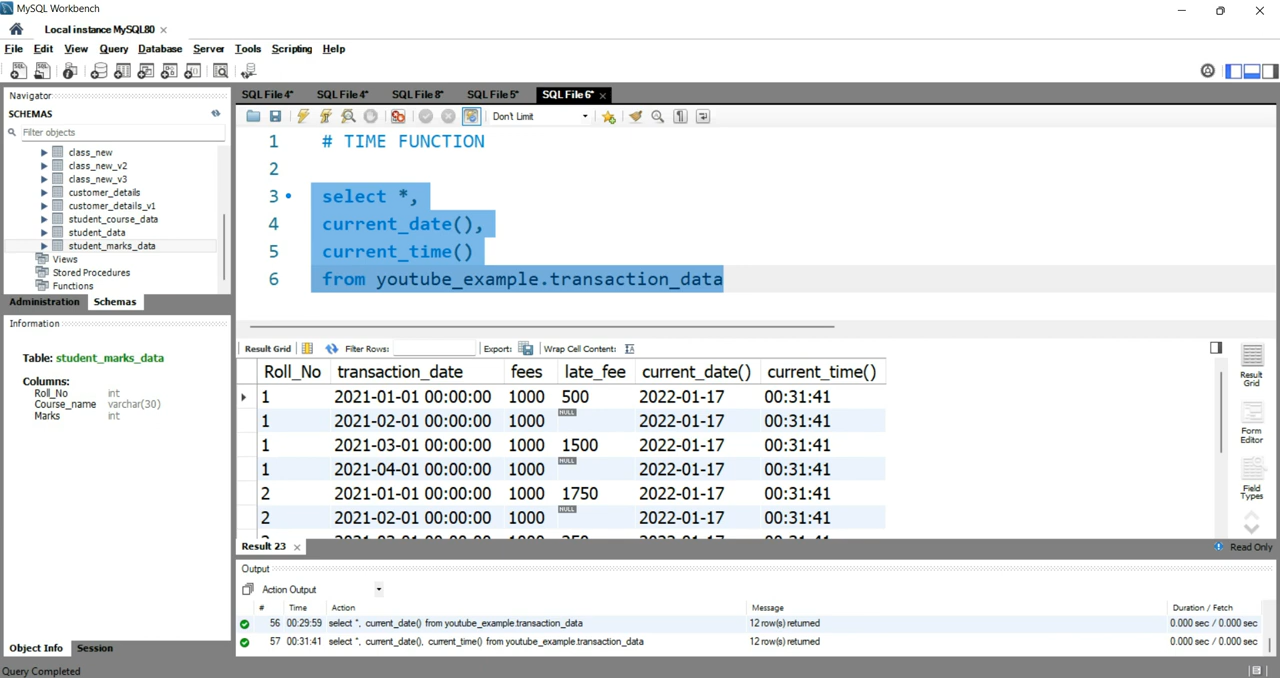 MySQL Workbench
Local instance MySQL80
File Edit View Query Database Server Tools Scripting Help
Navigator
SCHEMAS
Filter objects
class_new
class_new_v2
class_new_v3
customer_details
customer_details_v1
student_course_data
student_data
student_marks_data
Views
Stored Procedures
Functions
Administration Schemas
Information
Table: student_marks_data
Columns:
Roll_No int
Course_name varchar(30)
Marks int
Object Info Session
Query Completed
SQL File 4* SQL File 4* SQL File 8* SQL File 5* SQL File 6*
Don't Limit
1 # TIME FUNCTION
2
3 select *,
4 current_date(),
5 current_time()
6 from youtube_example.transaction_data
Result Grid Filter Rows: Export: Wrap Cell Content:
Roll_No transaction_date fees late_fee current_date() current_time()
1 2021-01-01 00:00:00 1000 500 2022-01-17 00:31:41
1 2021-02-01 00:00:00 1000 NULL 2022-01-17 00:31:41
1 2021-03-01 00:00:00 1000 1500 2022-01-17 00:31:41
1 2021-04-01 00:00:00 1000 NULL 2022-01-17 00:31:41
2 2021-01-01 00:00:00 1000 1750 2022-01-17 00:31:41
2 2021-02-01 00:00:00 1000 NULL 2022-01-17 00:31:41
Result Grid
Form Editor
Field Types
Result 23
Read Only
Output
Action Output
# Time Action Message Duration / Fetch
56 00:29:59 select *, current_date() from youtube_example.transaction_data 12 row(s) returned 0.000 sec / 0.000 sec
57 00:31:41 select *, current_date(), current_time() from youtube_example.transaction_data 12 row(s) returned 0.000 sec / 0.000 sec